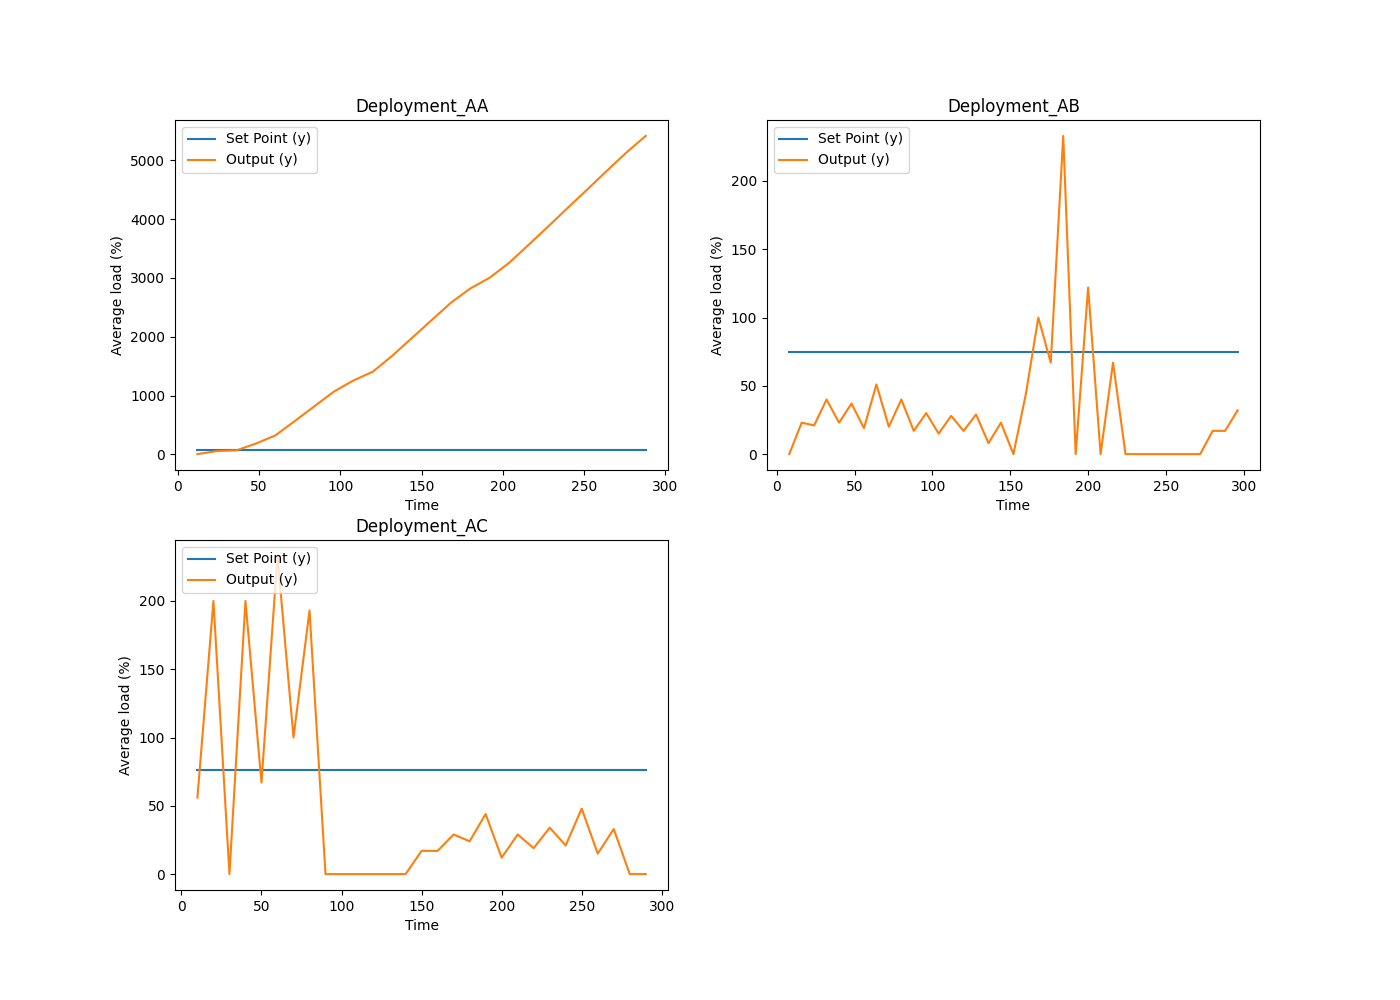 Deployment_AA
Set Point (y)
Output (y)
5000
4000
3000
2000
1000
0
Average load (%)
0 50 100 150 200 250 300
Time
Deployment_AB
Set Point (y)
Output (y)
200
150
100
50
0
Average load (%)
0 50 100 150 200 250 300
Time
Deployment_AC
Set Point (y)
Output (y)
200
150
100
50
0
Average load (%)
0 50 100 150 200 250 300
Time